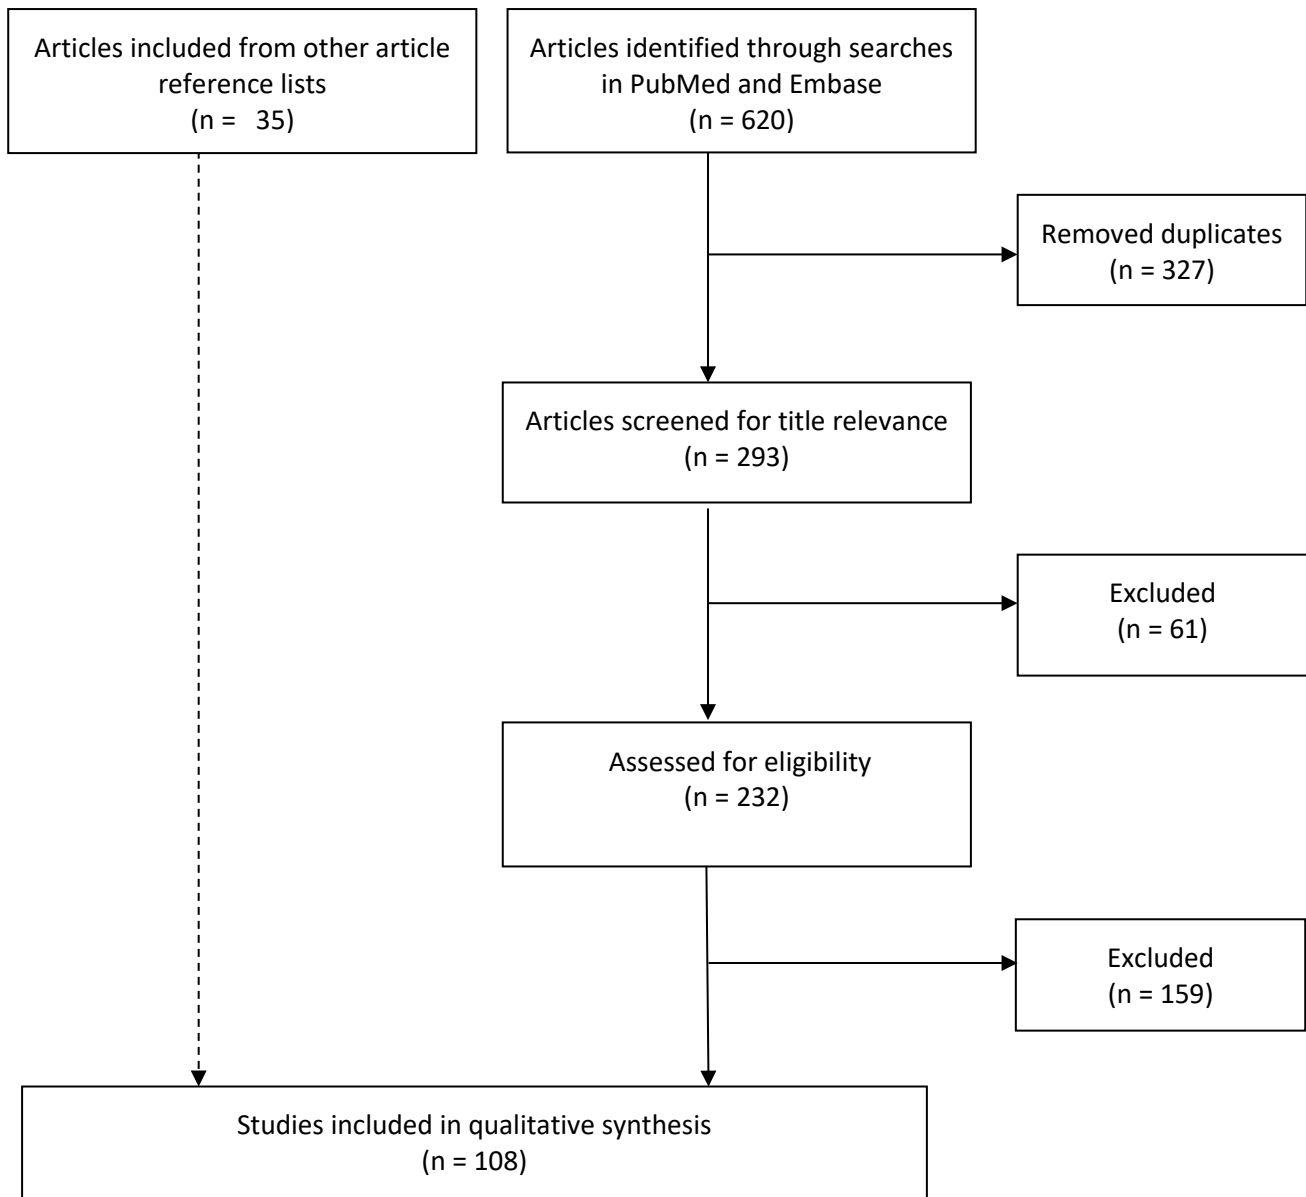 Articles included from other article
reference lists
(n =   35)
Articles identified through searches
in PubMed and Embase
(n = 620)
Removed duplicates
(n = 327)
Articles screened for title relevance
(n = 293)
Excluded
(n = 61)
Assessed for eligibility
(n = 232)
Excluded
(n = 159)
Studies included in qualitative synthesis
(n = 108)